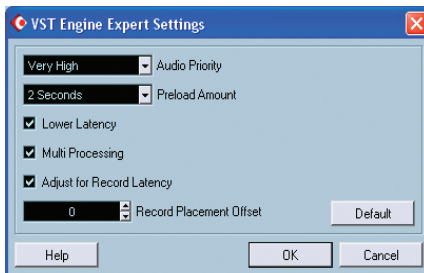 VST Engine Expert Settings
Very High Audio Priority
2 Seconds Preload Amount
Lower Latency
Multi Processing
Adjust for Record Latency
0 Record Placement Offset Default
Help OK Cancel